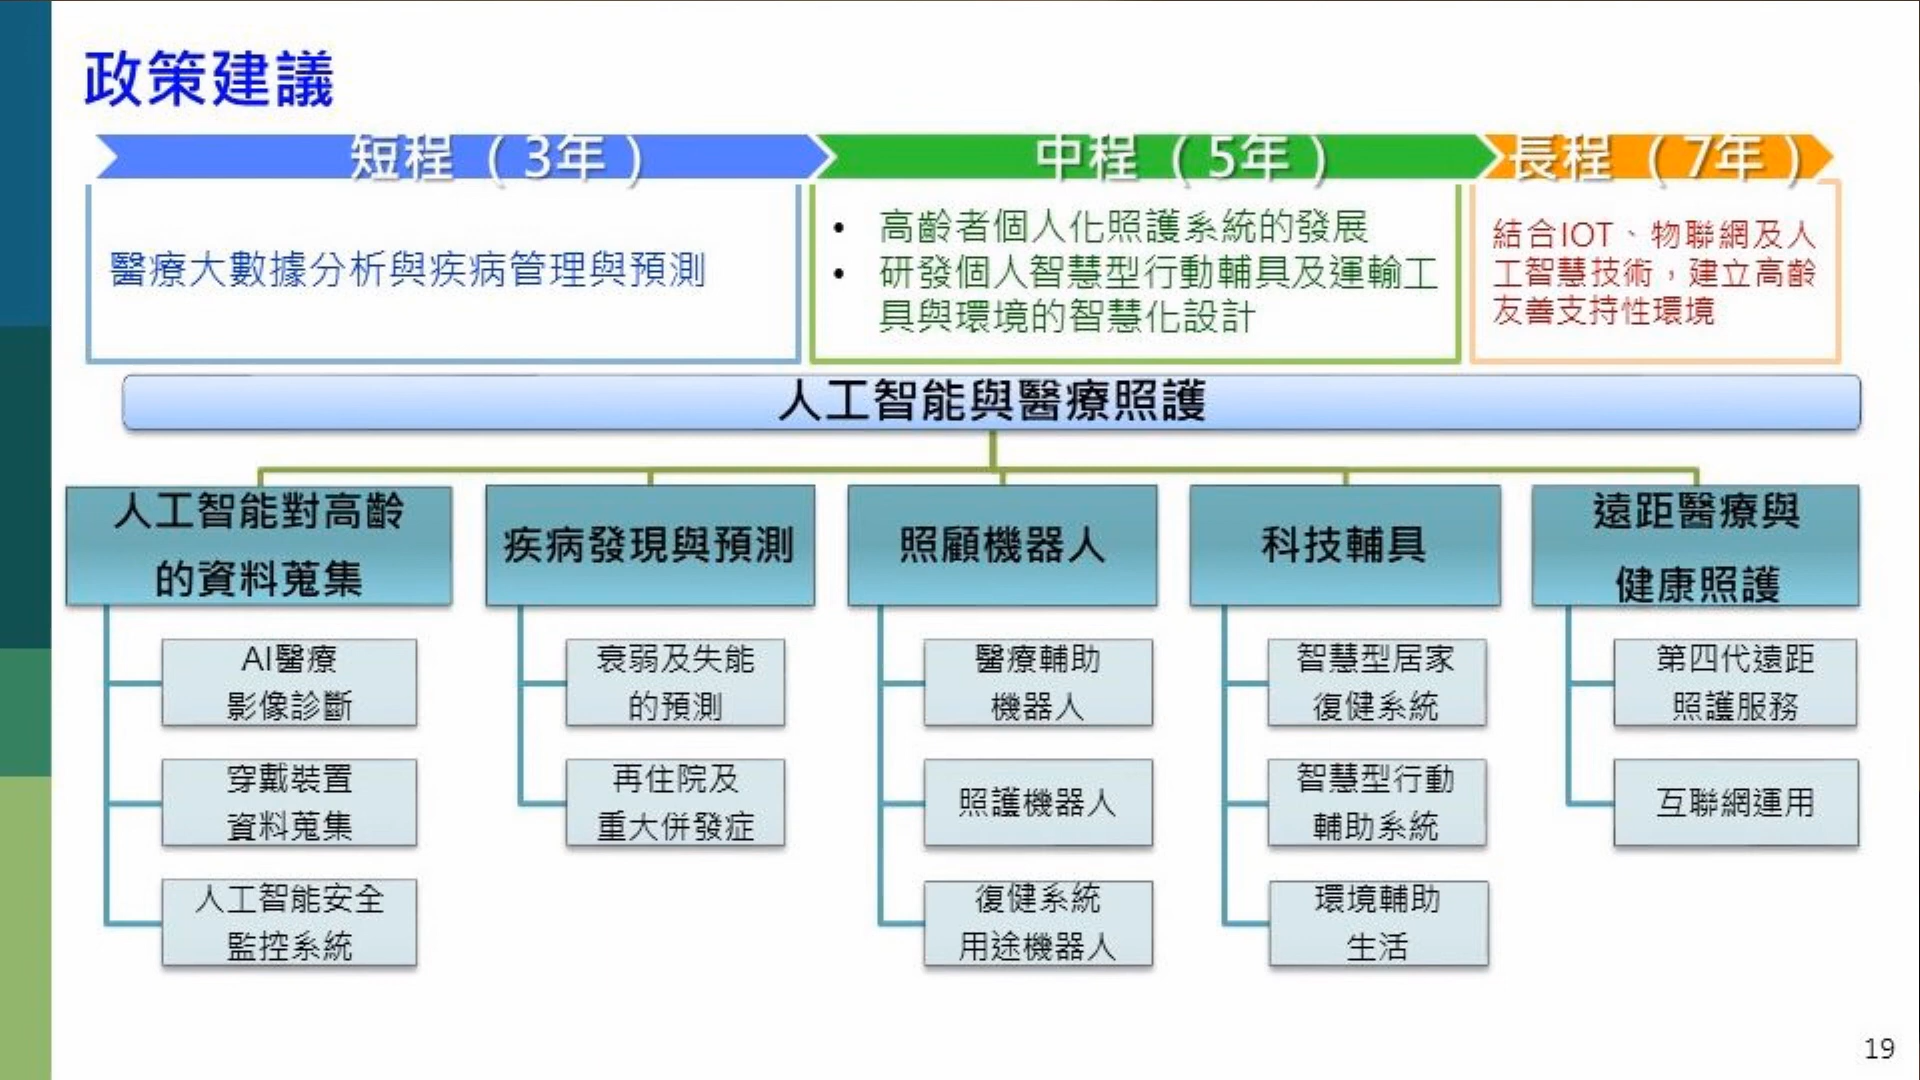 政策建議
短程（3年）
中程（5年）
長程（7年）
醫療大數據分析與疾病管理與預測
• 高齡者個人化照護系統的發展
• 研發個人智慧型行動輔具及運輸工
具與環境的智慧化設計
結合IOT、物聯網及人
工智慧技術，建立高齡
友善支持性環境
人工智能與醫療照護
人工智能對高齡
的資料蒐集
AI醫療
影像診斷
穿戴裝置
資料蒐集
人工智能安全
監控系統
疾病發現與預測
衰弱及失能
的預測
再住院及
重大併發症
照顧機器人
醫療輔助
機器人
照護機器人
復健系統
用途機器人
科技輔具
智慧型居家
復健系統
智慧型行動
輔助系統
環境輔助
生活
遠距醫療與
健康照護
第四代遠距
照護服務
互聯網運用
19